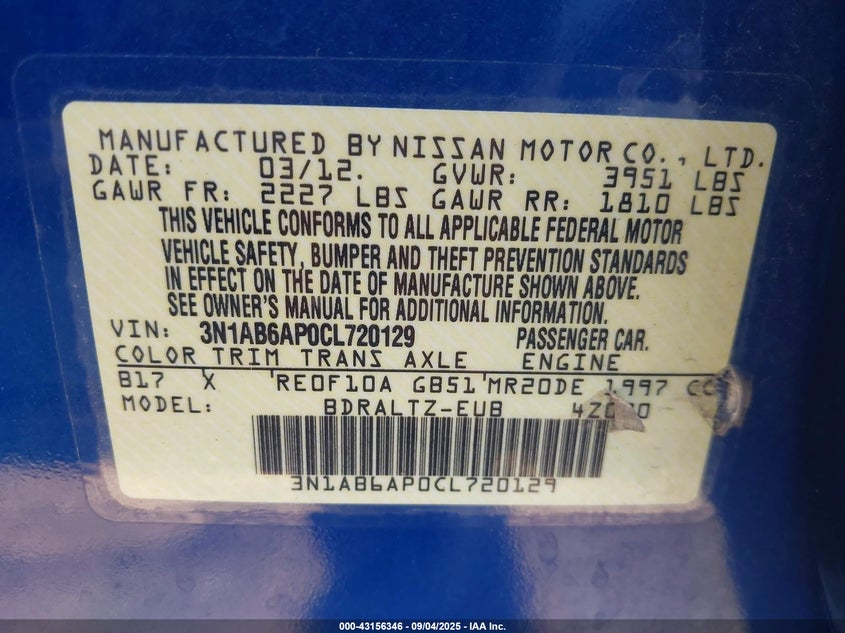 MANUFACTURED BY NISSAN MOTOR CO., LTD.
DATE: 03/12. GVWR: 3951 LBS
GAWR FR: 2227 LBS GAWR RR: 1810 LBS
THIS VEHICLE CONFORMS TO ALL APPLICABLE FEDERAL MOTOR
VEHICLE SAFETY, BUMPER AND THEFT PREVENTION STANDARDS
IN EFFECT ON THE DATE OF MANUFACTURE SHOWN ABOVE.
SEE OWNER'S MANUAL FOR ADDITIONAL INFORMATION.
VIN: 3N1AB6AP0CL720129 PASSENGER CAR.
COLOR TRIM TRANS AXLE ENGINE
B17 X RE0F10A GB51 MR20DE 1997 CC
MODEL: BDRALTZ-EUB
3N1AB6AP0CL720129
000-43156346 - 09/04/2025 - IAA Inc.